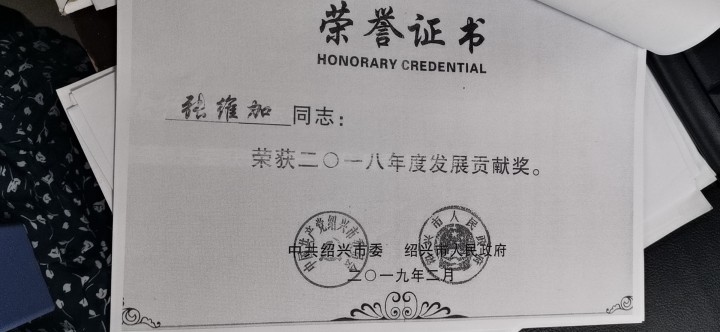 荣誉证书
HONORARY CREDENTIAL
张维加同志：
荣获二〇一八年度发展贡献奖。
中共绍兴市委 绍兴市人民政府
二〇一九年二月